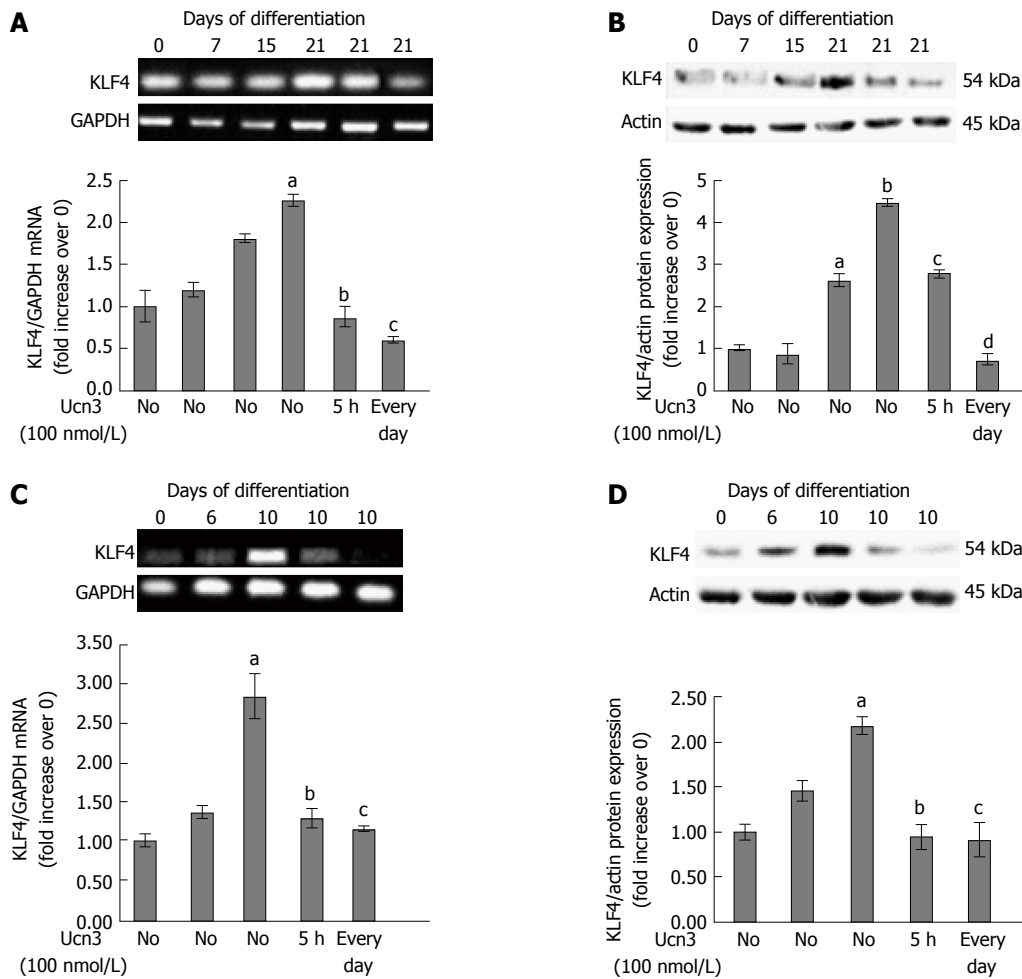 A
Days of differentiation
0 7 15 21 21 21
KLF4
GAPDH
KLF4/GAPDH mRNA
(fold increase over 0)
2.5
2.0
1.5
1.0
0.5
0.0
a
b
c
Ucn3
(100 nmol/L)
No No No No 5 h Every
day
B
Days of differentiation
0 7 15 21 21 21
KLF4 54 kDa
Actin 45 kDa
KLF4/actin protein expression
(fold increase over 0)
5
4
3
2
1
0
a
b
c
d
Ucn3
(100 nmol/L)
No No No No 5 h Every
day
C
Days of differentiation
0 6 10 10 10
KLF4
GAPDH
KLF4/GAPDH mRNA
(fold increase over 0)
3.50
3.00
2.50
2.00
1.50
1.00
0.50
0.00
a
b
c
Ucn3
(100 nmol/L)
No No No 5 h Every
day
D
Days of differentiation
0 6 10 10 10
KLF4 54 kDa
Actin 45 kDa
KLF4/actin protein expression
(fold increase over 0)
2.50
2.00
1.50
1.00
0.50
0.00
a
b
c
Ucn3
(100 nmol/L)
No No No 5 h Every
day